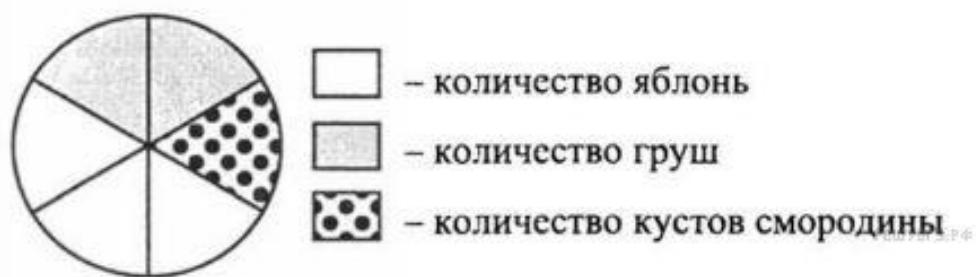 – количество яблонь
– количество груш
– количество кустов смородины